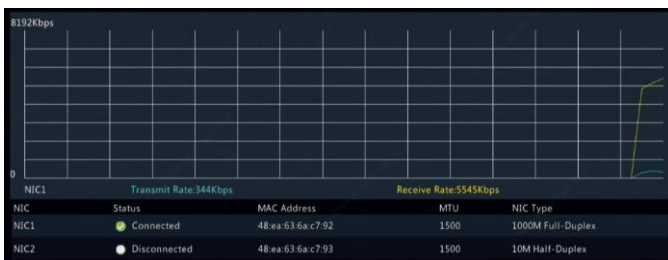 8192Kbps
0
NIC1 Transmit Rate:344Kbps Receive Rate:5545Kbps
NIC Status MAC Address MTU NIC Type
NIC1 Connected 48:ea:63:6a:c7:92 1500 1000M Full-Duplex
NIC2 Disconnected 48:ea:63:6a:c7:93 1500 10M Half-Duplex